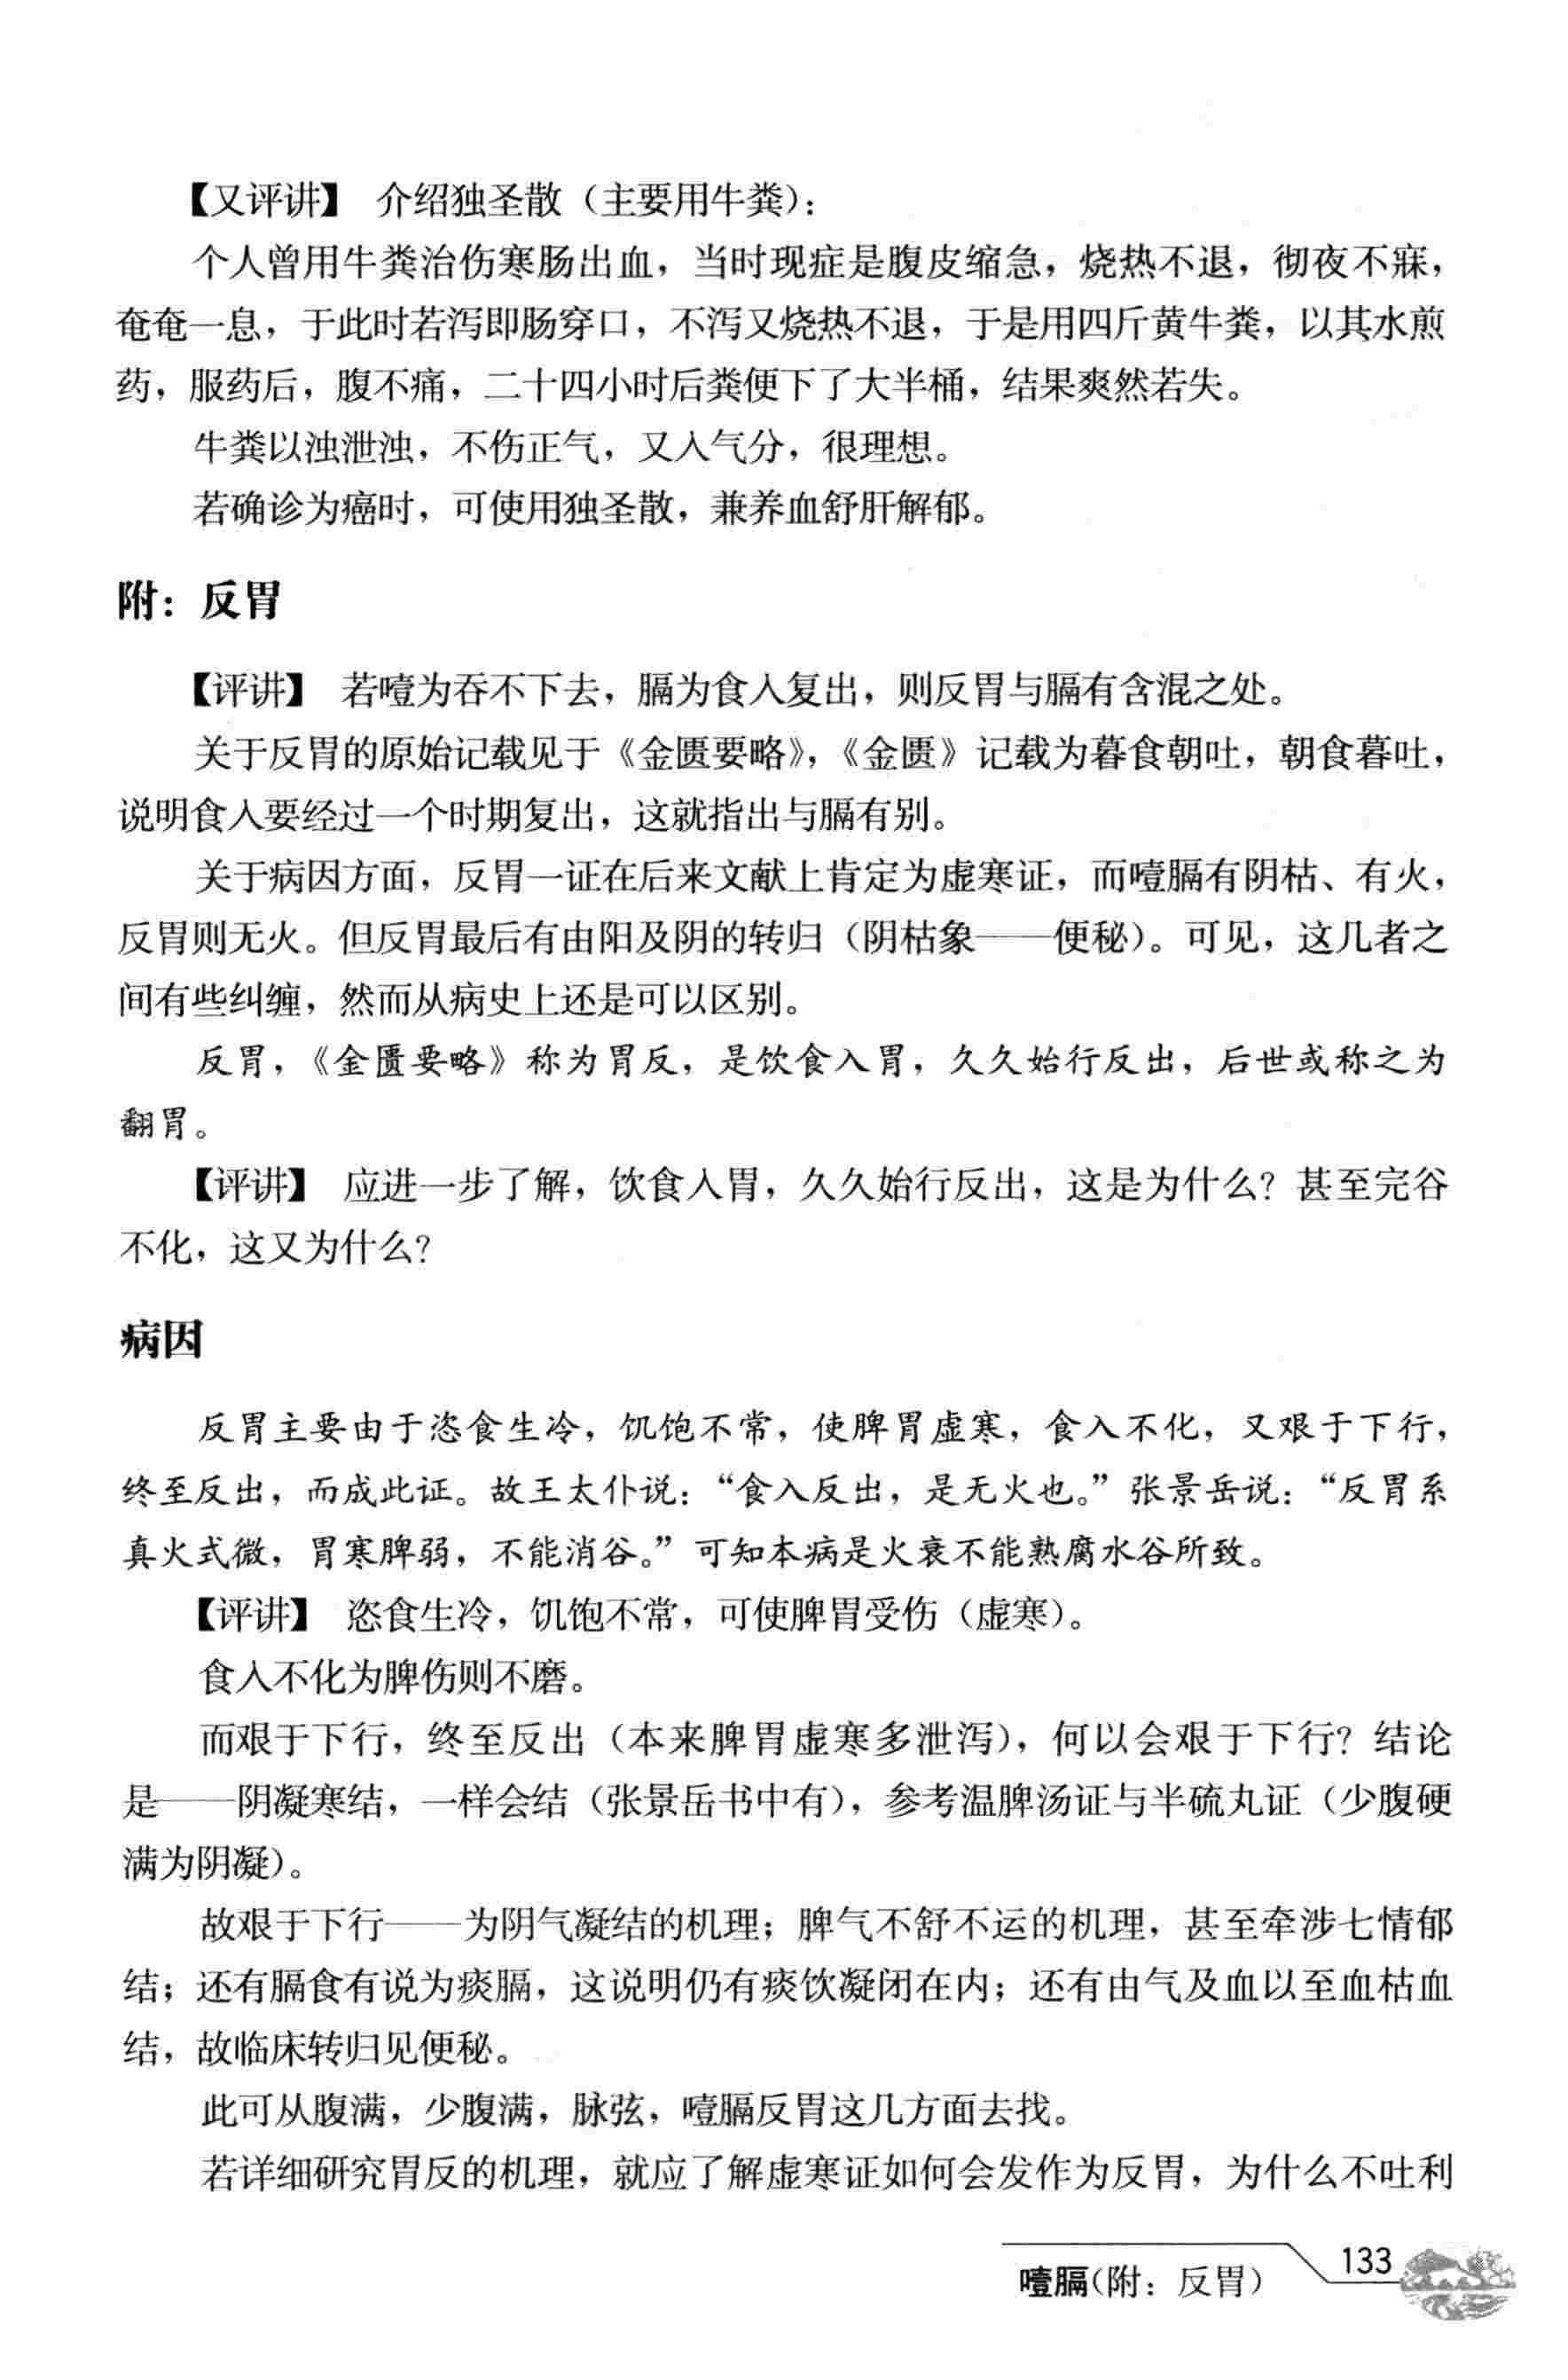 【又评讲】 介绍独圣散（主要用牛粪）：
个人曾用牛粪治伤寒肠出血，当时现症是腹皮缩急，烧热不退，彻夜不寐，
奄奄一息，于此时若泻即肠穿口，不泻又烧热不退，于是用四斤黄牛粪，以其水煎
药，服药后，腹不痛，二十四小时后粪便下了大半桶，结果爽然若失。
牛粪以浊泄浊，不伤正气，又入气分，很理想。
若确诊为癌时，可使用独圣散，兼养血舒肝解郁。
附：反胃
【评讲】 若噎为吞不下去，膈为食入复出，则反胃与膈有含混之处。
关于反胃的原始记载见于《金匮要略》，《金匮》记载为暮食朝吐，朝食暮吐，
说明食入要经过一个时期复出，这就指出与膈有别。
关于病因方面，反胃一证在后来文献上肯定为虚寒证，而噎膈有阴枯、有火，
反胃则无火。但反胃最后有由阳及阴的转归（阴枯象——便秘）。可见，这几者之
间有些纠缠，然而从病史上还是可以区别。
反胃，《金匮要略》称为胃反，是饮食入胃，久久始行反出，后世或称之为
翻胃。
【评讲】 应进一步了解，饮食入胃，久久始行反出，这是为什么？甚至完谷
不化，这又为什么？
病因
反胃主要由于恣食生冷，饥饱不常，使脾胃虚寒，食入不化，又艰于下行，
终至反出，而成此证。故王太仆说：“食入反出，是无火也。”张景岳说：“反胃系
真火式微，胃寒脾弱，不能消谷。”可知本病是火衰不能熟腐水谷所致。
【评讲】 恣食生冷，饥饱不常，可使脾胃受伤（虚寒）。
食入不化为脾伤则不磨。
而艰于下行，终至反出（本来脾胃虚寒多泄泻），何以会艰于下行？结论
是——阴凝寒结，一样会结（张景岳书中有），参考温脾汤证与半硫丸证（少腹硬
满为阴凝）。
故艰于下行——为阴气凝结的机理；脾气不舒不运的机理，甚至牵涉七情郁
结；还有膈食有说为痰膈，这说明仍有痰饮凝闭在内；还有由气及血以至血枯血
结，故临床转归见便秘。
此可从腹满，少腹满，脉弦，噎膈反胃这几方面去找。
若详细研究胃反的机理，就应了解虚寒证如何会发作为反胃，为什么不吐利
噎膈（附：反胃） 133